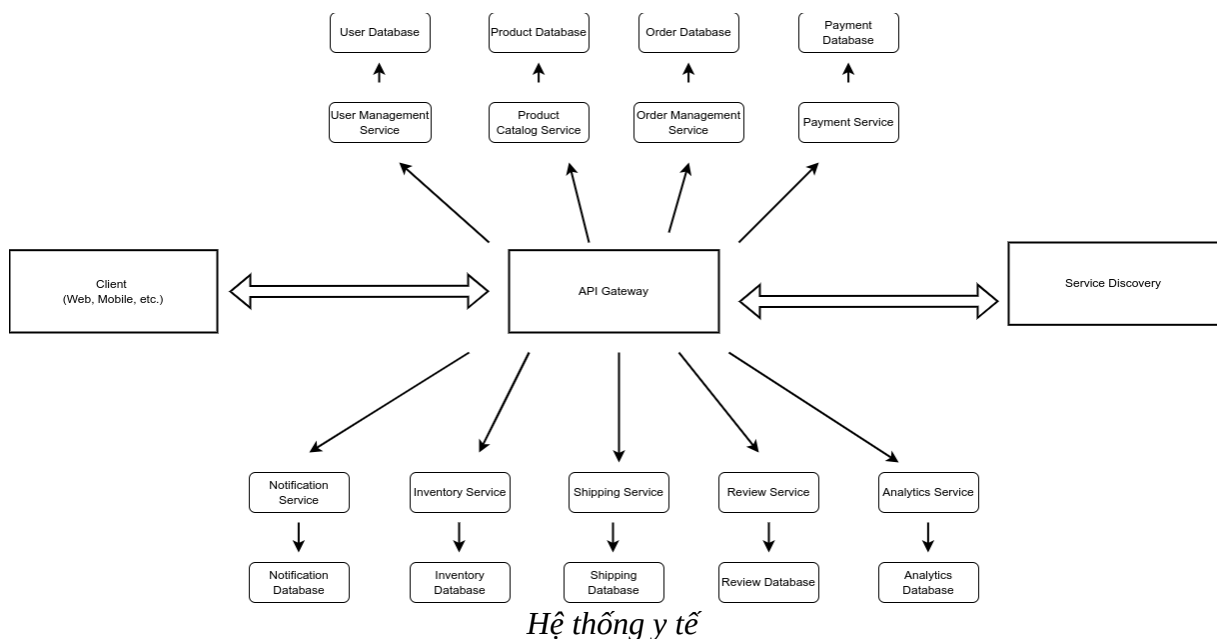 User Database
Product Database
Order Database
Payment
Database
User Management
Service
Product
Catalog Service
Order Management
Service
Payment Service
Client
(Web, Mobile, etc.)
API Gateway
Service Discovery
Notification
Service
Inventory Service
Shipping Service
Review Service
Analytics Service
Notification
Database
Inventory
Database
Shipping
Database
Review Database
Analytics
Database
Hệ thống y tế